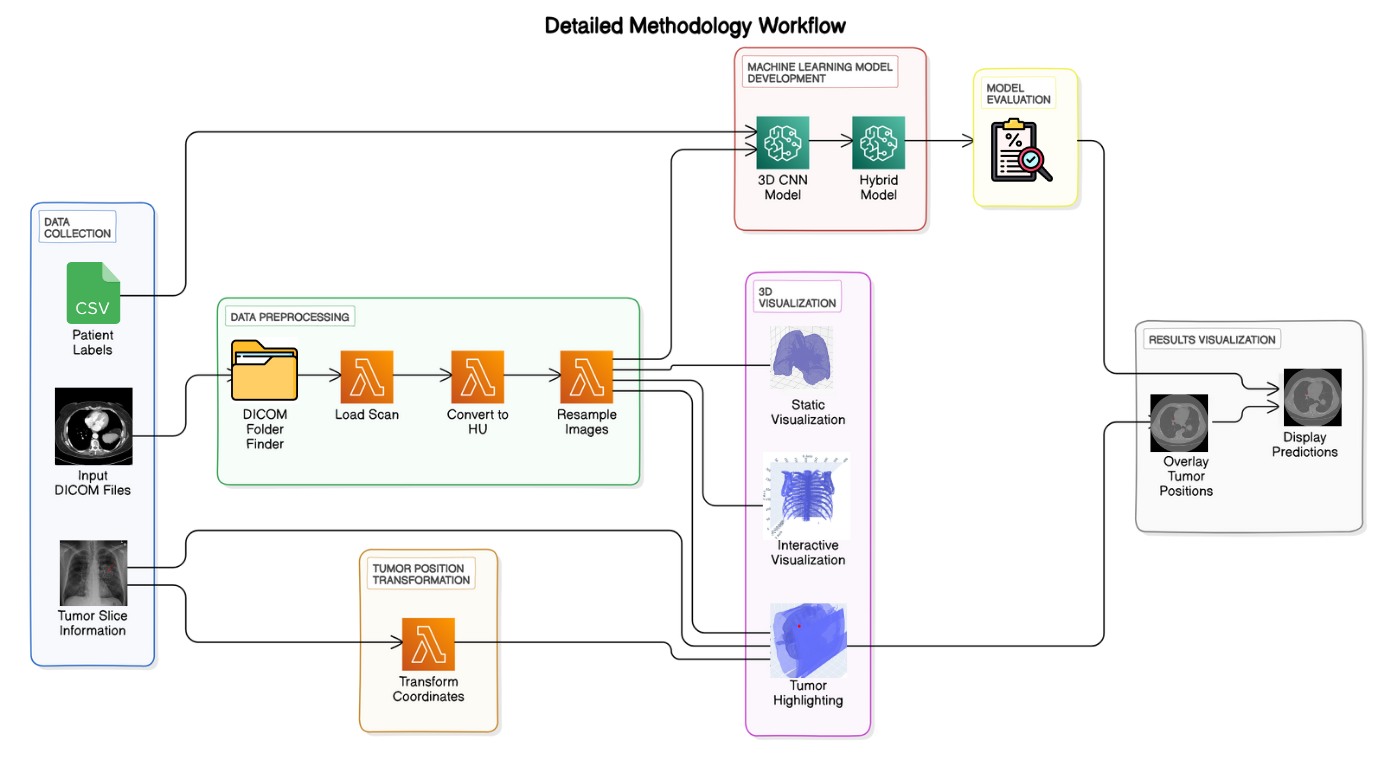 Detailed Methodology Workflow
MACHINE LEARNING MODEL
DEVELOPMENT
3D CNN
Model
Hybrid
Model
MODEL
EVALUATION
%
DATA
COLLECTION
CSV
Patient
Labels
Input
DICOM Files
Tumor Slice
Information
DATA PREPROCESSING
DICOM
Folder
Finder
Load Scan
Convert to
HU
Resample
Images
TUMOR POSITION
TRANSFORMATION
Transform
Coordinates
3D
VISUALIZATION
Static
Visualization
Interactive
Visualization
Tumor
Highlighting
RESULTS VISUALIZATION
Overlay
Tumor
Positions
Display
Predictions